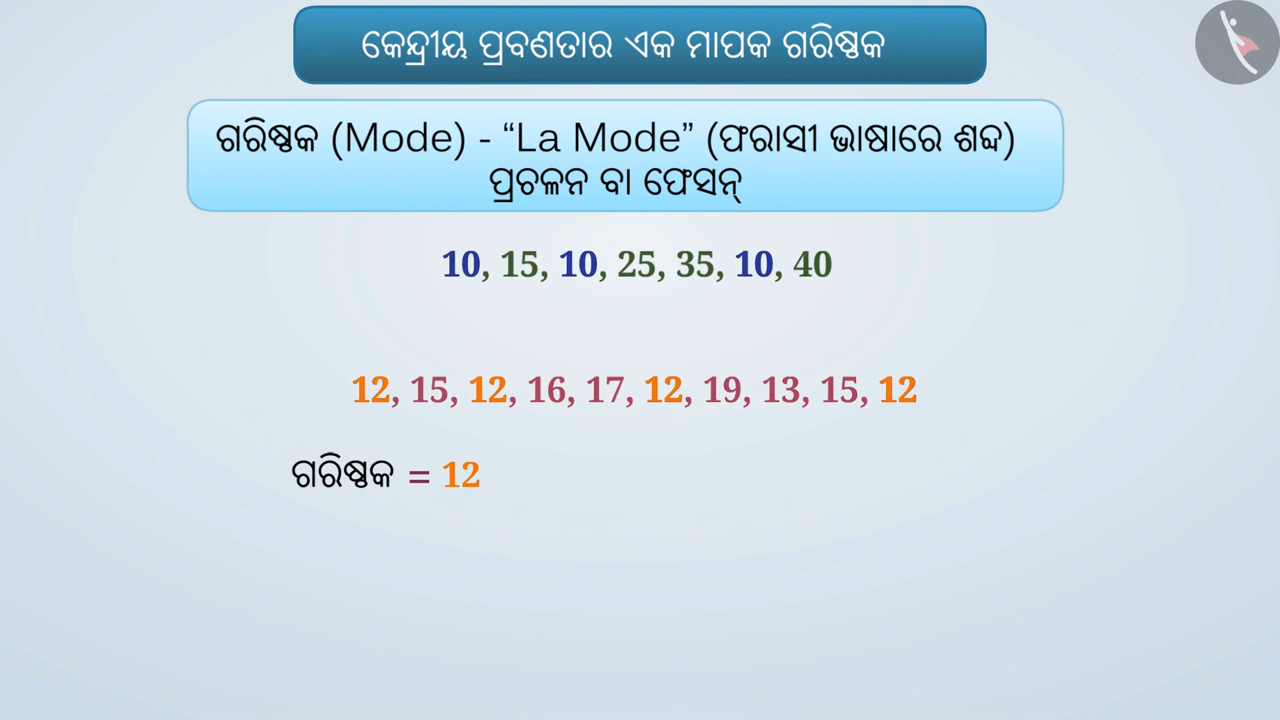 କେନ୍ଦ୍ରୀୟ ପ୍ରବଣତାର ଏକ ମାପକ ଗରିଷ୍ଠକ
ଗରିଷ୍ଠକ (Mode) - “La Mode” (ଫରାସୀ ଭାଷାରେ ଶବ୍ଦ)
ପ୍ରଚଳନ ବା ଫେସନ୍
10, 15, 10, 25, 35, 10, 40
12, 15, 12, 16, 17, 12, 19, 13, 15, 12
ଗରିଷ୍ଠକ = 12